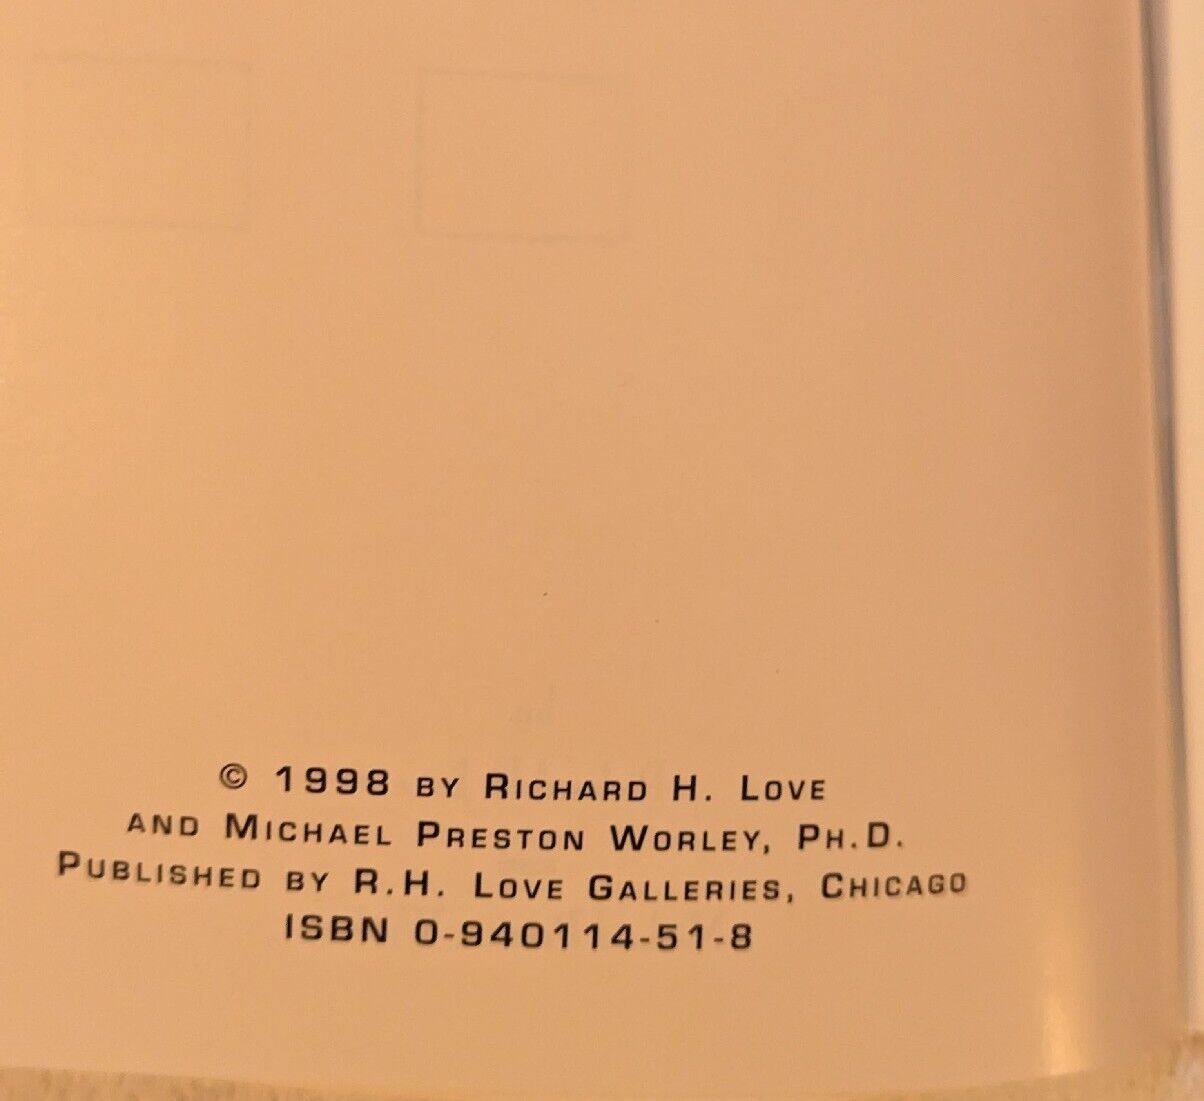 © 1998 BY RICHARD H. LOVE
AND MICHAEL PRESTON WORLEY, PH.D.
PUBLISHED BY R.H. LOVE GALLERIES, CHICAGO
ISBN 0-940114-51-8